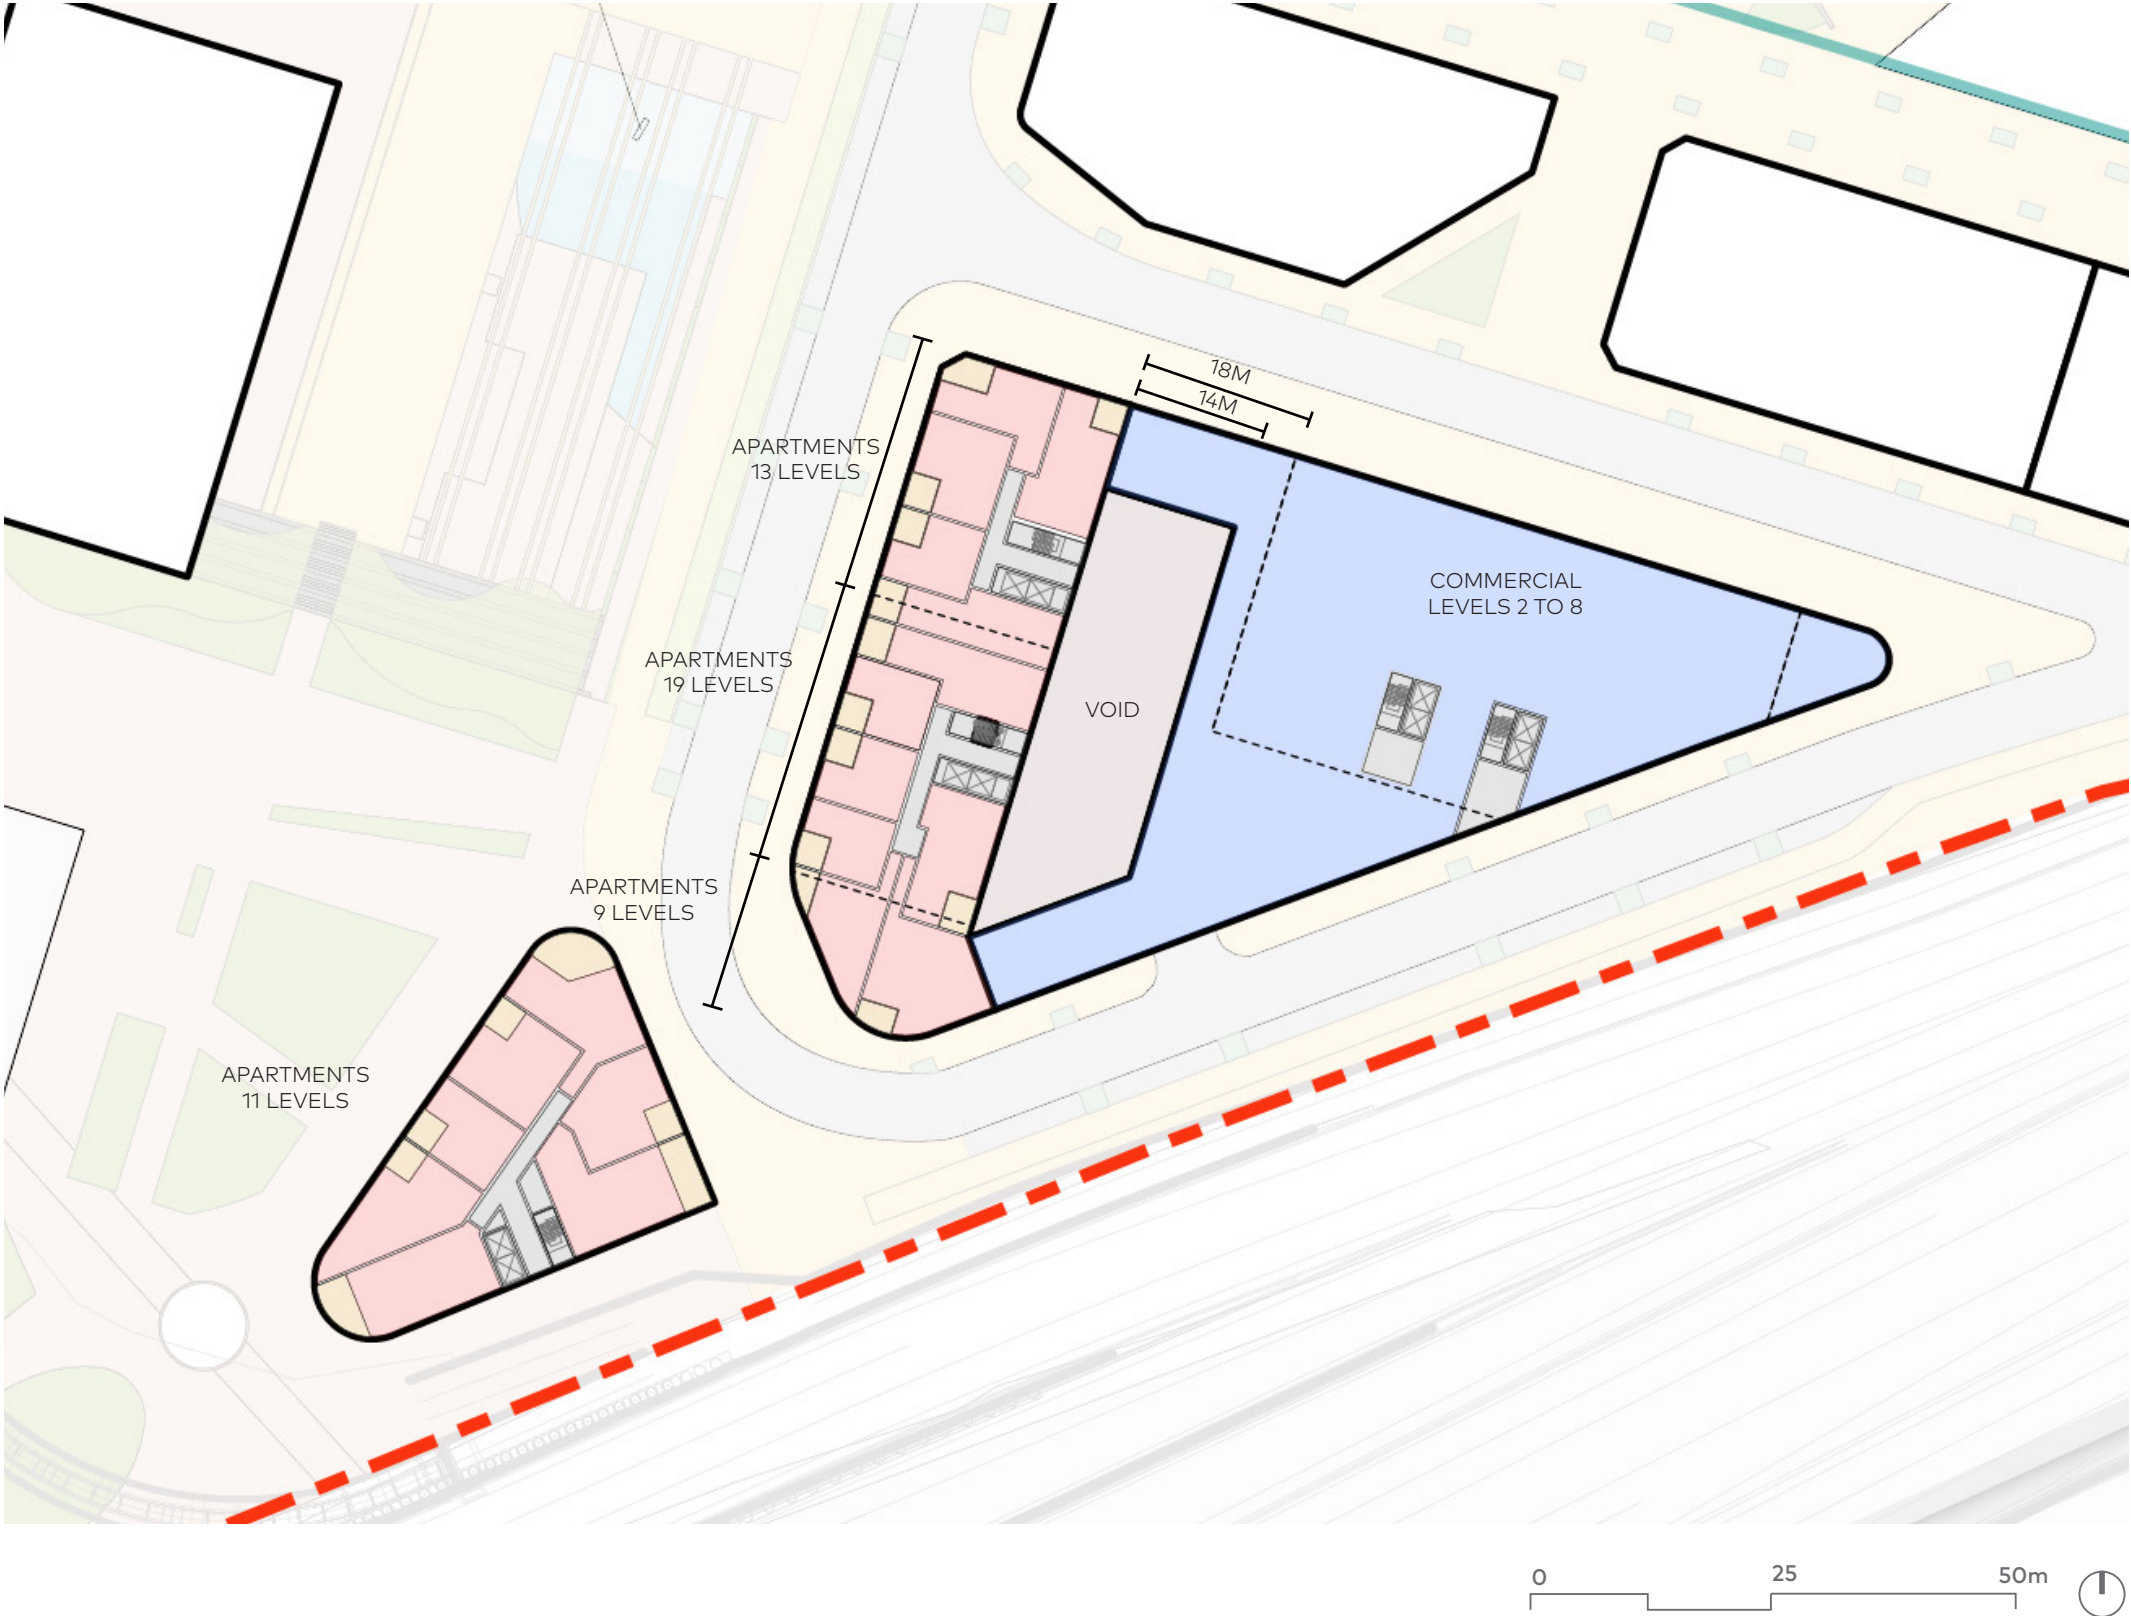 18M
14M
APARTMENTS
13 LEVELS
COMMERCIAL
LEVELS 2 TO 8
APARTMENTS
19 LEVELS
VOID
APARTMENTS
9 LEVELS
APARTMENTS
11 LEVELS
0
25
50m